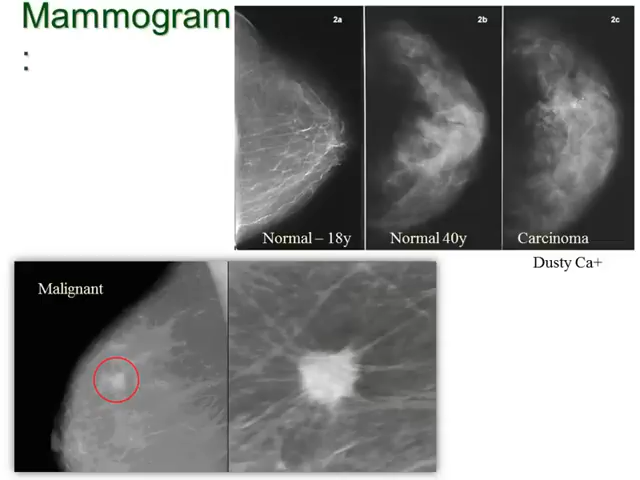 Mammogram
:
2a
2b
2c
Normal – 18y
Normal 40y
Carcinoma
Dusty Ca+
Malignant